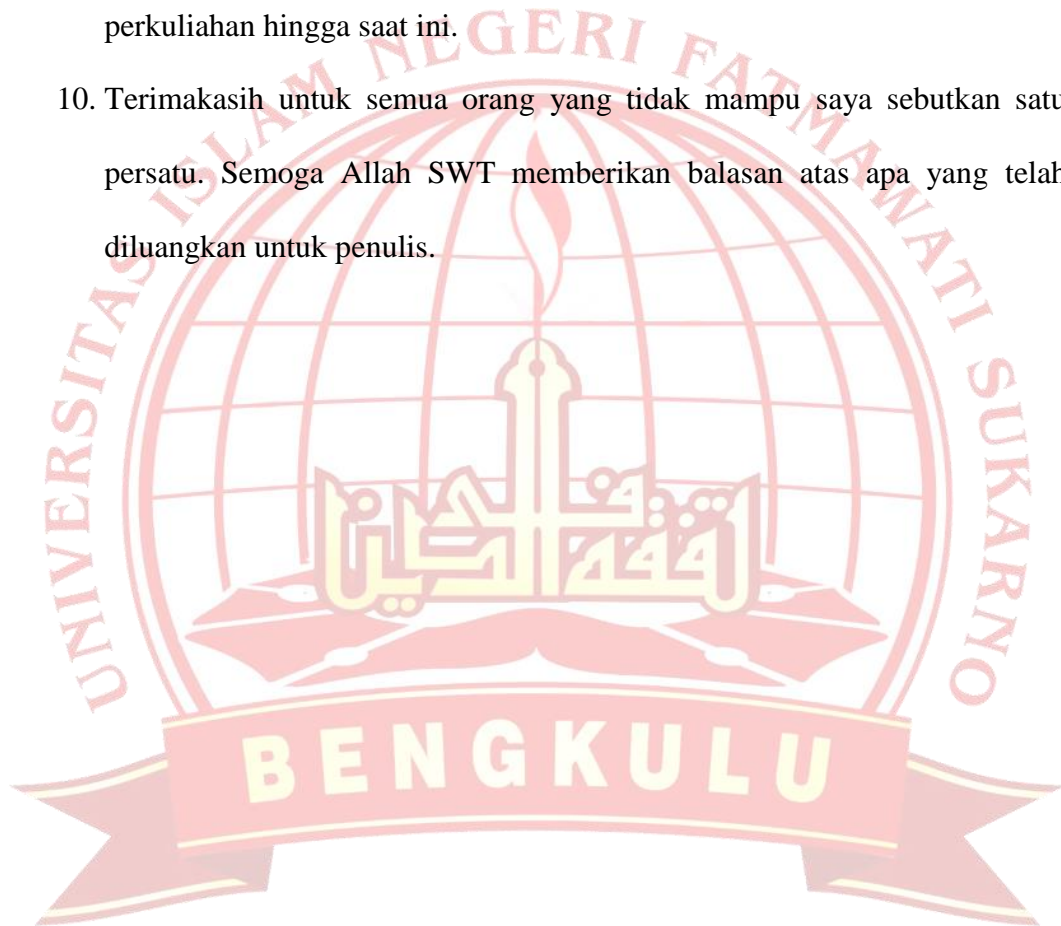 perkuliahan hingga saat ini.
10. Terimakasih untuk semua orang yang tidak mampu saya sebutkan satu
persatu. Semoga Allah SWT memberikan balasan atas apa yang telah
diluangkan untuk penulis.
UNIVERSITAS ISLAM NEGERI FATMAWATI SUKARNO
BENGKULU